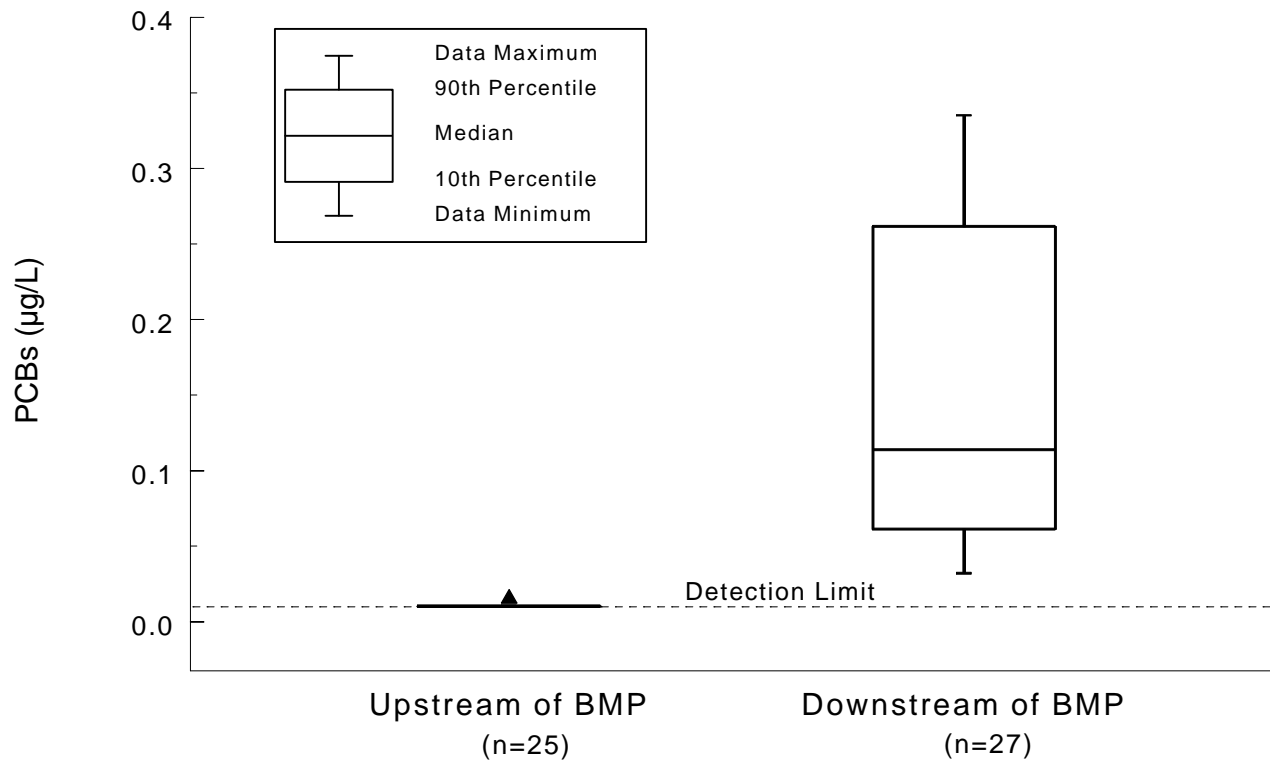 0.4
0.3
0.2
0.1
0.0
PCBs (µg/L)
Data Maximum
90th Percentile
Median
10th Percentile
Data Minimum
Detection Limit
Upstream of BMP
(n=25)
Downstream of BMP
(n=27)